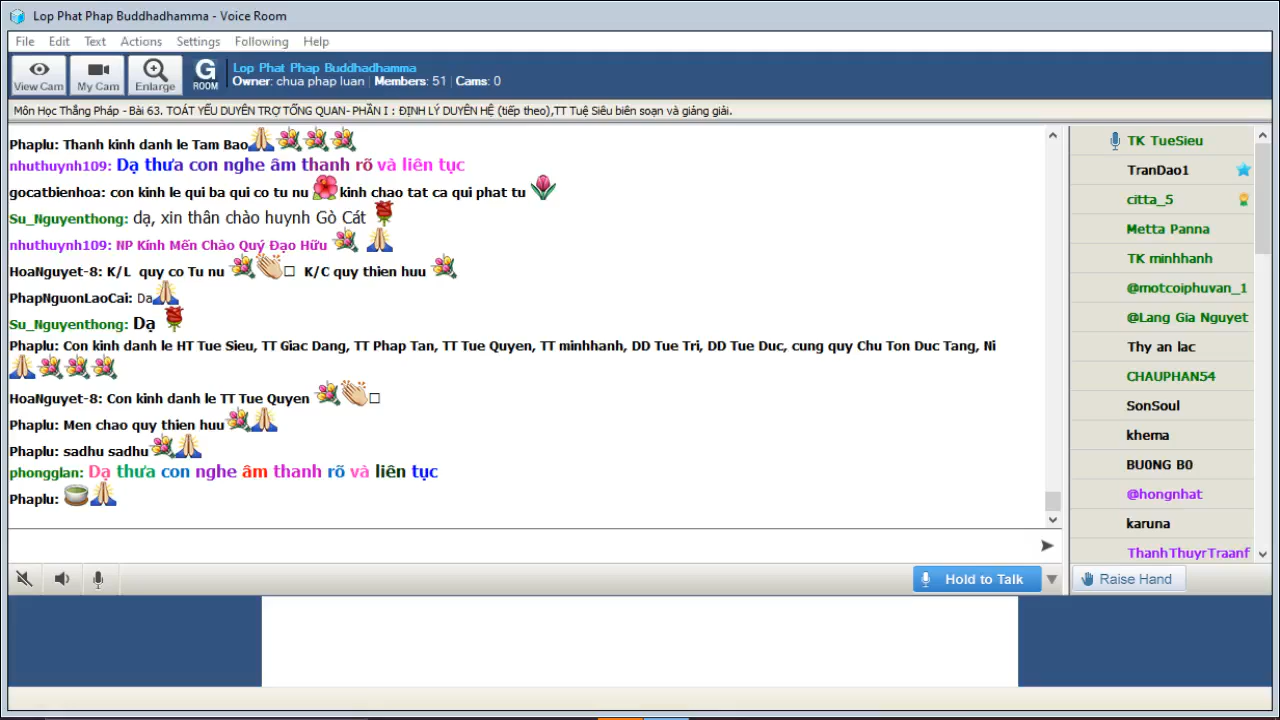 Lop Phat Phap Buddhadhamma - Voice Room
File Edit Text Actions Settings Following Help
View Cam My Cam Enlarge G ROOM
Lop Phat Phap Buddhadhamma
Owner: chua phap luan Members: 51 Cams: 0
Môn Học Thắng Pháp - Bài 63. TOÁT YẾU DUYÊN TRỢ TỔNG QUAN- PHẦN I : ĐỊNH LÝ DUYÊN HỆ (tiếp theo),TT Tuệ Siêu biên soạn và giảng giải.
Phaplu: Thanh kinh danh le Tam Bao
nhuthuynh109: Dạ thưa con nghe âm thanh rõ và liên tục
gocatbienhoa: con kinh le qui ba qui co tu nu kinh chao tat ca qui phat tu
Su_Nguyenthong: dạ, xin thân chào huynh Gò Cát
nhuthuynh109: NP Kính Mến Chào Quý Đạo Hữu
HoaNguyet-8: K/L quy co Tu nu K/C quy thien huu
PhapNguonLaoCai: Da
Su_Nguyenthong: Dạ
Phaplu: Con kinh danh le HT Tue Sieu, TT Giac Dang, TT Phap Tan, TT Tue Quyen, TT minhhanh, DD Tue Tri, DD Tue Duc, cung quy Chu Ton Duc Tang, Ni
HoaNguyet-8: Con kinh danh le TT Tue Quyen
Phaplu: Men chao quy thien huu
Phaplu: sadhu sadhu
phongglan: Dạ thưa con nghe âm thanh rõ và liên tục
Phaplu:
TK TueSieu
TranDao1
citta_5
Metta Panna
TK minhhanh
@motcoiphuvan_1
@Lang Gia Nguyet
Thy an lac
CHAUPHAN54
SonSoul
khema
BU0NG B0
@hongnhat
karuna
ThanhThuyrTraanf
Hold to Talk
Raise Hand